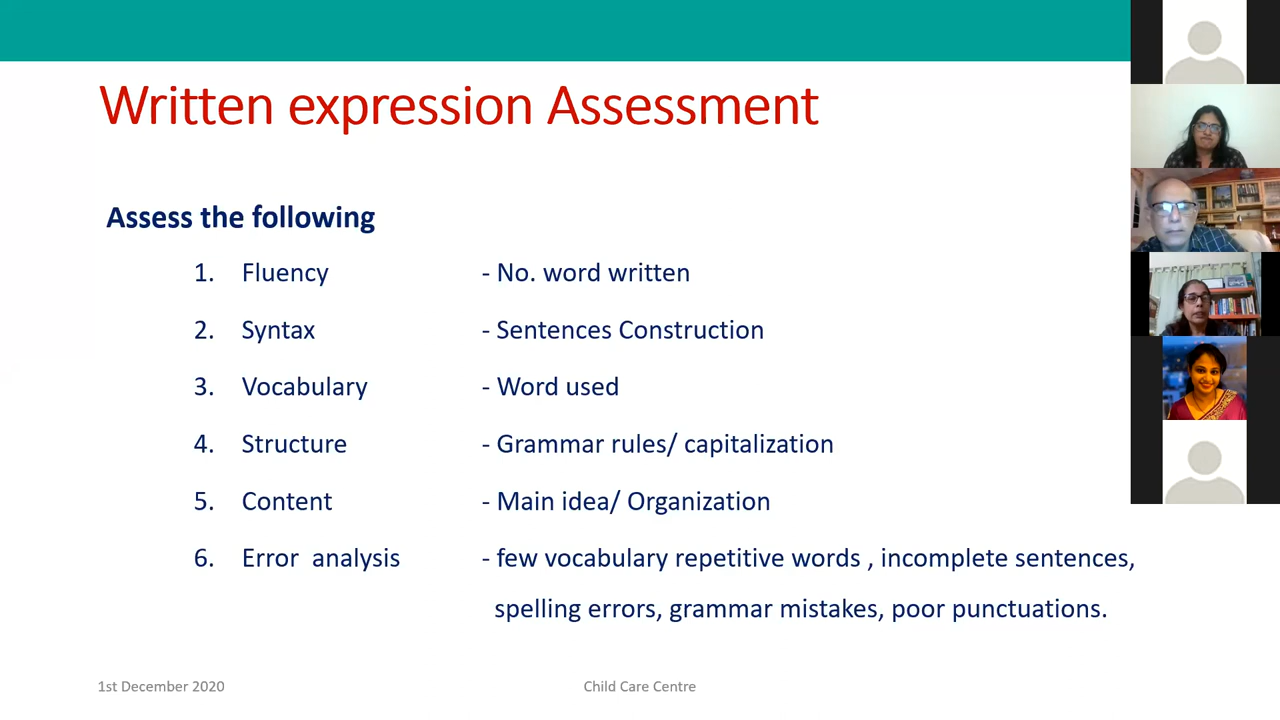 Written expression Assessment
Assess the following
1. Fluency - No. word written
2. Syntax - Sentences Construction
3. Vocabulary - Word used
4. Structure - Grammar rules/ capitalization
5. Content - Main idea/ Organization
6. Error analysis - few vocabulary repetitive words , incomplete sentences,
spelling errors, grammar mistakes, poor punctuations.
1st December 2020 Child Care Centre